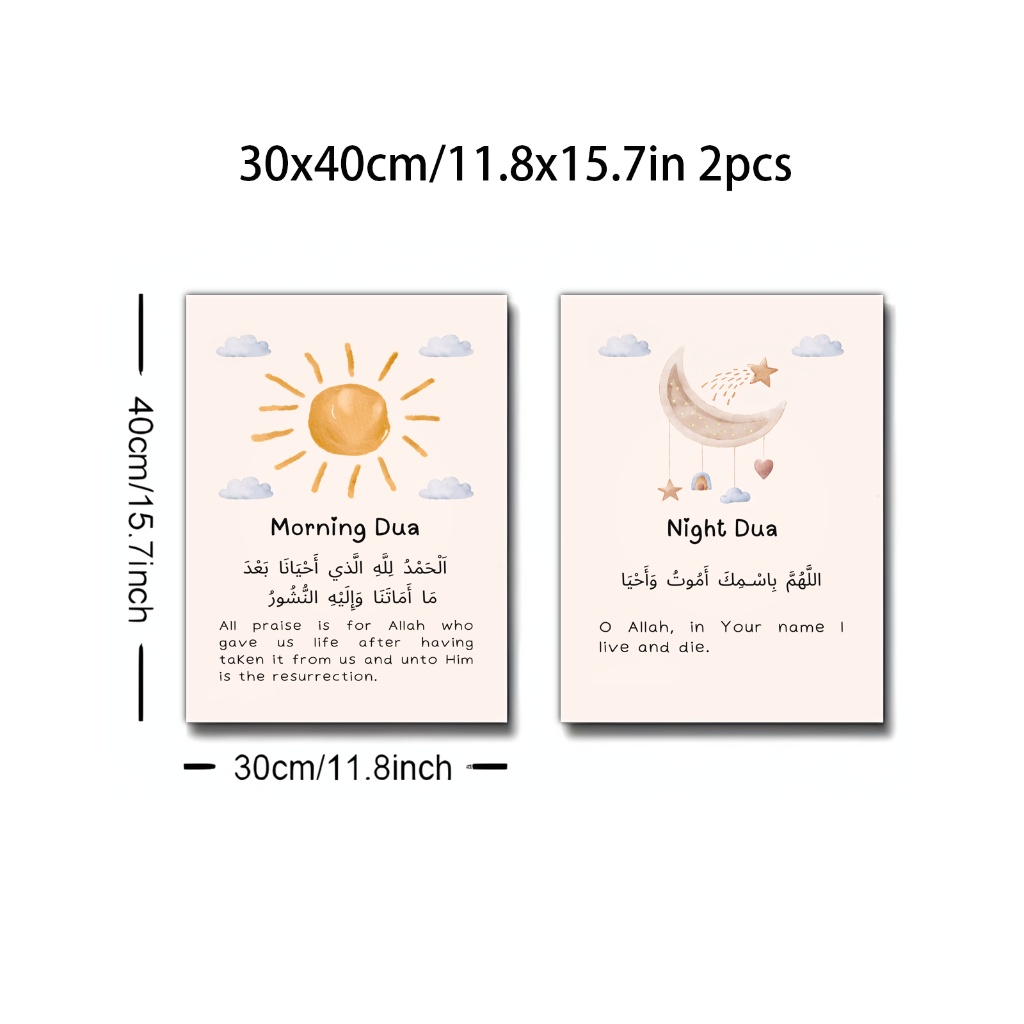 30x40cm/11.8x15.7in 2pcs
40cm/15.7inch
Morning Dua
اَلْحَمْدُ لِلَّهِ الَّذي أَحْيَانَا بَعْدَ
مَا أَمَاتَنَا وَإِلَيْهِ النُّشُورُ
All praise is for Allah who
gave us life after having
taken it from us and unto Him
is the resurrection.
Night Dua
اللَّهُمَّ بِاسْـمِكَ أَمُوتُ وَأَحْيَا
O Allah, in Your name I
live and die.
30cm/11.8inch